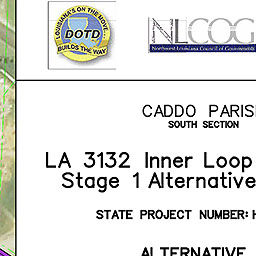 LOUISIANA'S ON THE MOVE...
DOTD
BUILDS THE WAY
NLCOG
Northwest Louisiana Council of Governments
CADDO PARIS
SOUTH SECTION
LA 3132 Inner Loop
Stage 1 Alternative
STATE PROJECT NUMBER: H
ALTERNATIVE